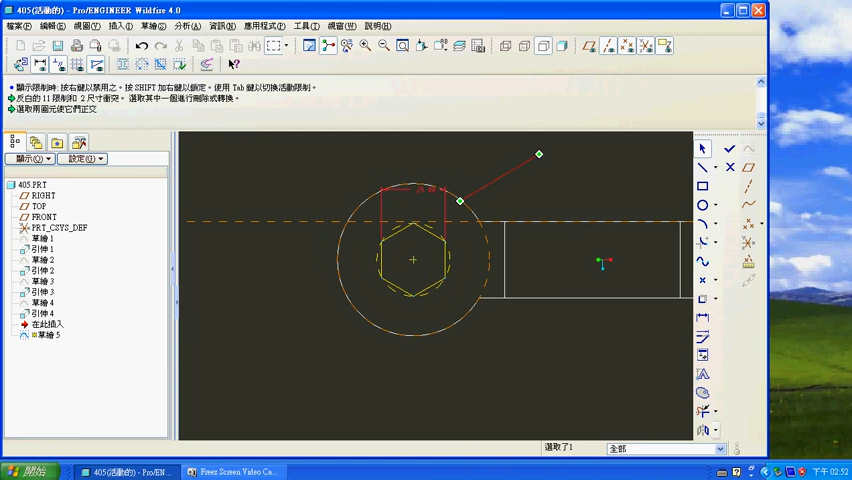 405(活動的) - Pro/ENGINEER Wildfire 4.0
檔案(F) 編輯(E) 視圖(V) 插入(I) 草繪(S) 分析(A) 資訊(N) 應用程式(P) 工具(T) 視窗(W) 說明(H)
顯示限制時: 按右鍵以禁用之。按 SHIFT 加右鍵以鎖定。使用 Tab 鍵以切換活動限制。
反白的 11 限制和 2 尺寸衝突。選取其中一個進行刪除或轉換。
選取兩圖元使它們正交
顯示(O) 設定(G)
405.PRT
RIGHT
TOP
FRONT
PRT_CSYS_DEF
草繪 1
引伸 1
草繪 2
引伸 2
草繪 3
引伸 3
草繪 4
引伸 4
在此插入
草繪 5
選取了1
全部
開始
405(活動的) - Pro/EN...
Freez Screen Video Ca...
下午 02:52